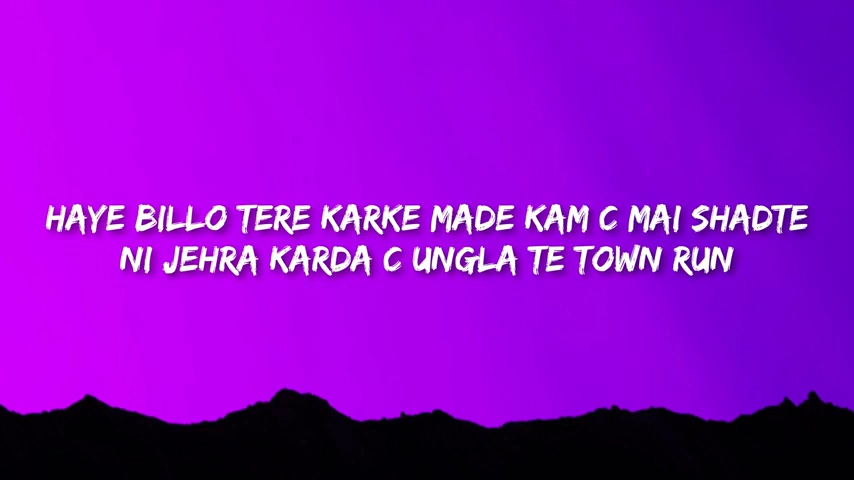 HAYE BILLO TERE KARKE MADE KAM C MAI SHADTE
NI JEHRA KARDA C UNGLA TE TOWN RUN